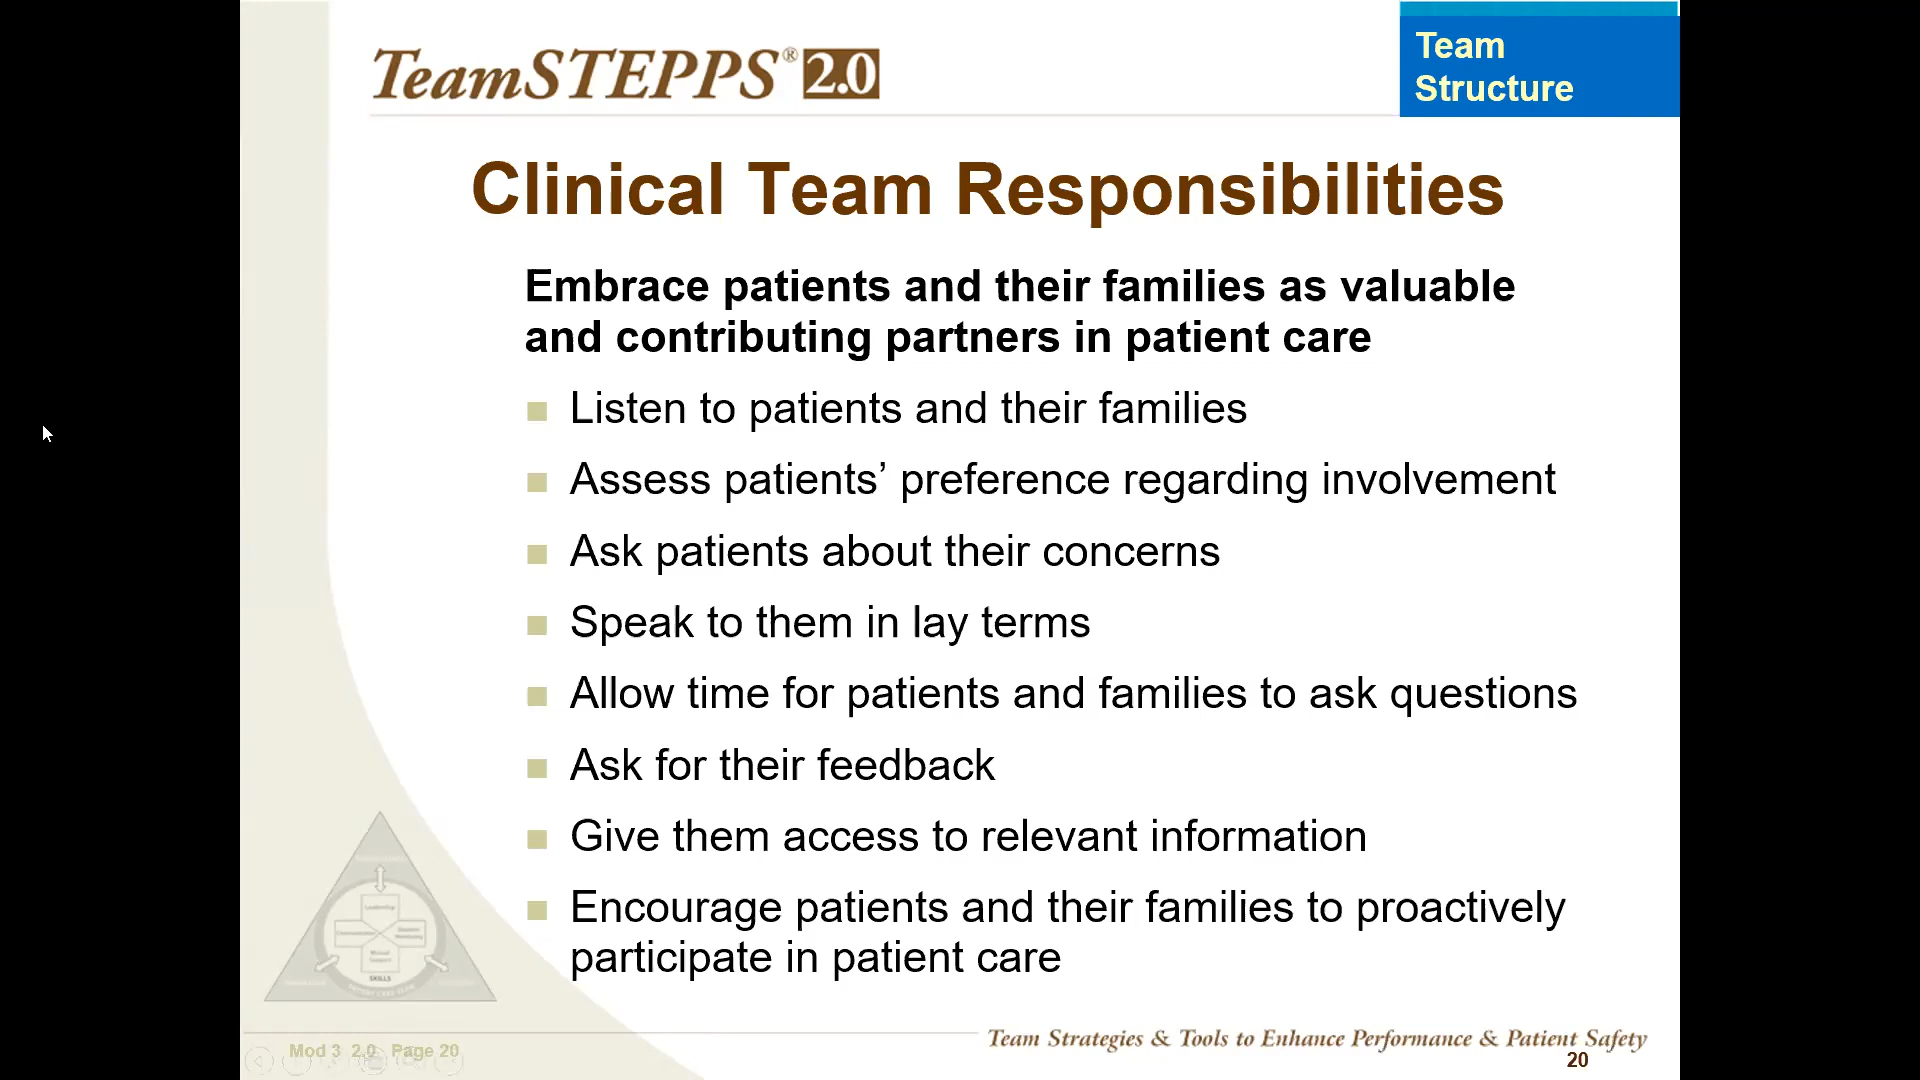 TeamSTEPPS® 2.0
Team
Structure
Clinical Team Responsibilities
Embrace patients and their families as valuable
and contributing partners in patient care
Listen to patients and their families
Assess patients’ preference regarding involvement
Ask patients about their concerns
Speak to them in lay terms
Allow time for patients and families to ask questions
Ask for their feedback
Give them access to relevant information
Encourage patients and their families to proactively
participate in patient care
Leadership
Mutual
Support
SKILLS
Team Strategies & Tools to Enhance Performance & Patient Safety
Mod 3 2.0 Page 20
20